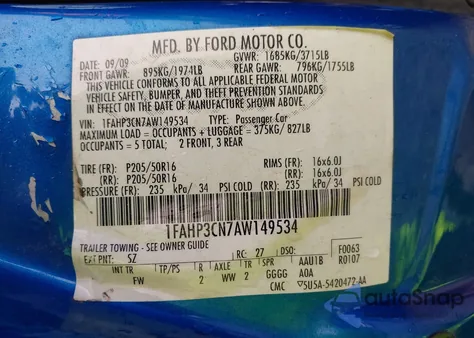 MFD. BY FORD MOTOR CO.
DATE: 09/09 GVWR: 1685KG/3715LB
FRONT GAWR: 895KG/1974LB REAR GAWR: 796KG/1755LB
THIS VEHICLE CONFORMS TO ALL APPLICABLE FEDERAL MOTOR
VEHICLE SAFETY, BUMPER, AND THEFT PREVENTION STANDARDS
IN EFFECT ON THE DATE OF MANUFACTURE SHOWN ABOVE.
VIN: 1FAHP3CN7AW149534 TYPE: Passenger Car
MAXIMUM LOAD = OCCUPANTS + LUGGAGE = 375KG/827LB
OCCUPANTS = 5 TOTAL: 2 FRONT, 3 REAR
TIRE (F): P205/50R16 RIMS (F): 16x6.0J
(R): P205/50R16 (R): 16x6.0J
PRESSURE (F): 235 kPa/ 34 PSI COLD (R): 235 kPa/ 34 PSI COLD
1FAHP3CN7AW149534
TRAILER TOWING - SEE OWNER GUIDE F0063
EXT PNT: SZ RC: 27 DSO: R0107
INT TR TP/PS R AXLE TR SPR AAU1B
FW 2 WW 2 GGGG A0A
CMC 5U5A-5420472-AA
autoSnap